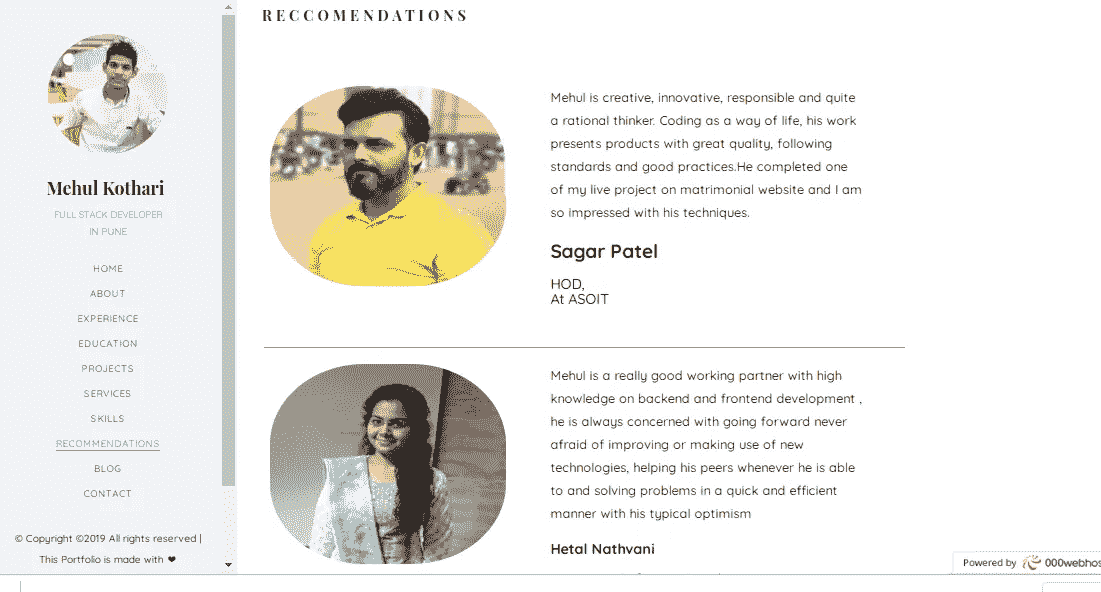 RECCOMENDATIONS
Mehul Kothari
FULL STACK DEVELOPER
IN PUNE
HOME
ABOUT
EXPERIENCE
EDUCATION
PROJECTS
SERVICES
SKILLS
RECOMMENDATIONS
BLOG
CONTACT
© Copyright ©2019 All rights reserved |
This Portfolio is made with ❤
Mehul is creative, innovative, responsible and quite
a rational thinker. Coding as a way of life, his work
presents products with great quality, following
standards and good practices.He completed one
of my live project on matrimonial website and I am
so impressed with his techniques.
Sagar Patel
HOD,
At ASOIT
Mehul is a really good working partner with high
knowledge on backend and frontend development ,
he is always concerned with going forward never
afraid of improving or making use of new
technologies, helping his peers whenever he is able
to and solving problems in a quick and efficient
manner with his typical optimism
Hetal Nathvani
Powered by 000webhos